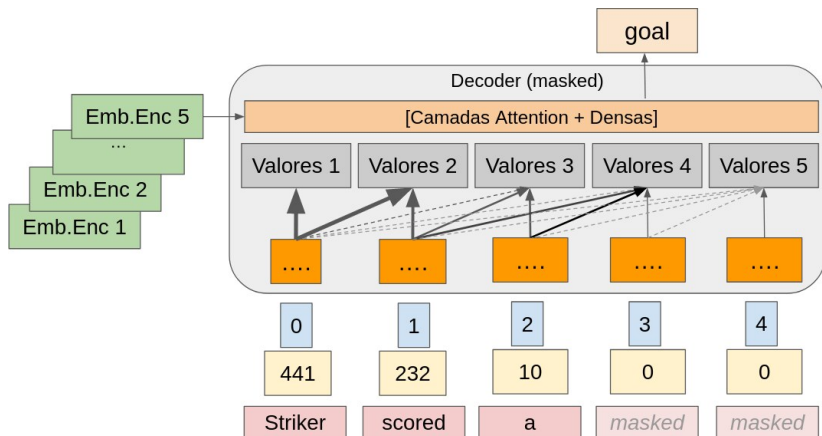 goal
Decoder (masked)
Emb.Enc 5
...
Emb.Enc 2
Emb.Enc 1
[Camadas Attention + Densas]
Valores 1 Valores 2 Valores 3 Valores 4 Valores 5
.... .... .... .... ....
0 1 2 3 4
441 232 10 0 0
Striker scored a masked masked